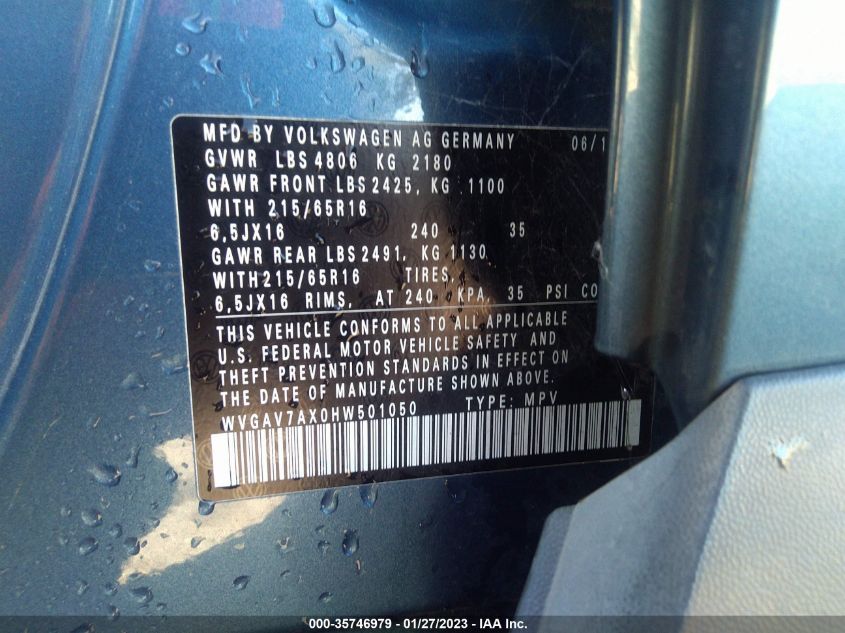 MFD BY VOLKSWAGEN AG GERMANY 06/1
GVWR LBS 4806 KG 2180
GAWR FRONT LBS 2425, KG 1100
WITH 215/65R16
6,5JX16 240 35
GAWR REAR LBS 2491, KG 1130
WITH 215/65R16 TIRES,
6,5JX16 RIMS, AT 240 KPA, 35 PSI CO
THIS VEHICLE CONFORMS TO ALL APPLICABLE
U.S. FEDERAL MOTOR VEHICLE SAFETY AND
THEFT PREVENTION STANDARDS IN EFFECT ON
THE DATE OF MANUFACTURE SHOWN ABOVE.
WVGAV7AX0HW501050 TYPE: MPV
000-35746979 - 01/27/2023 - IAA Inc.